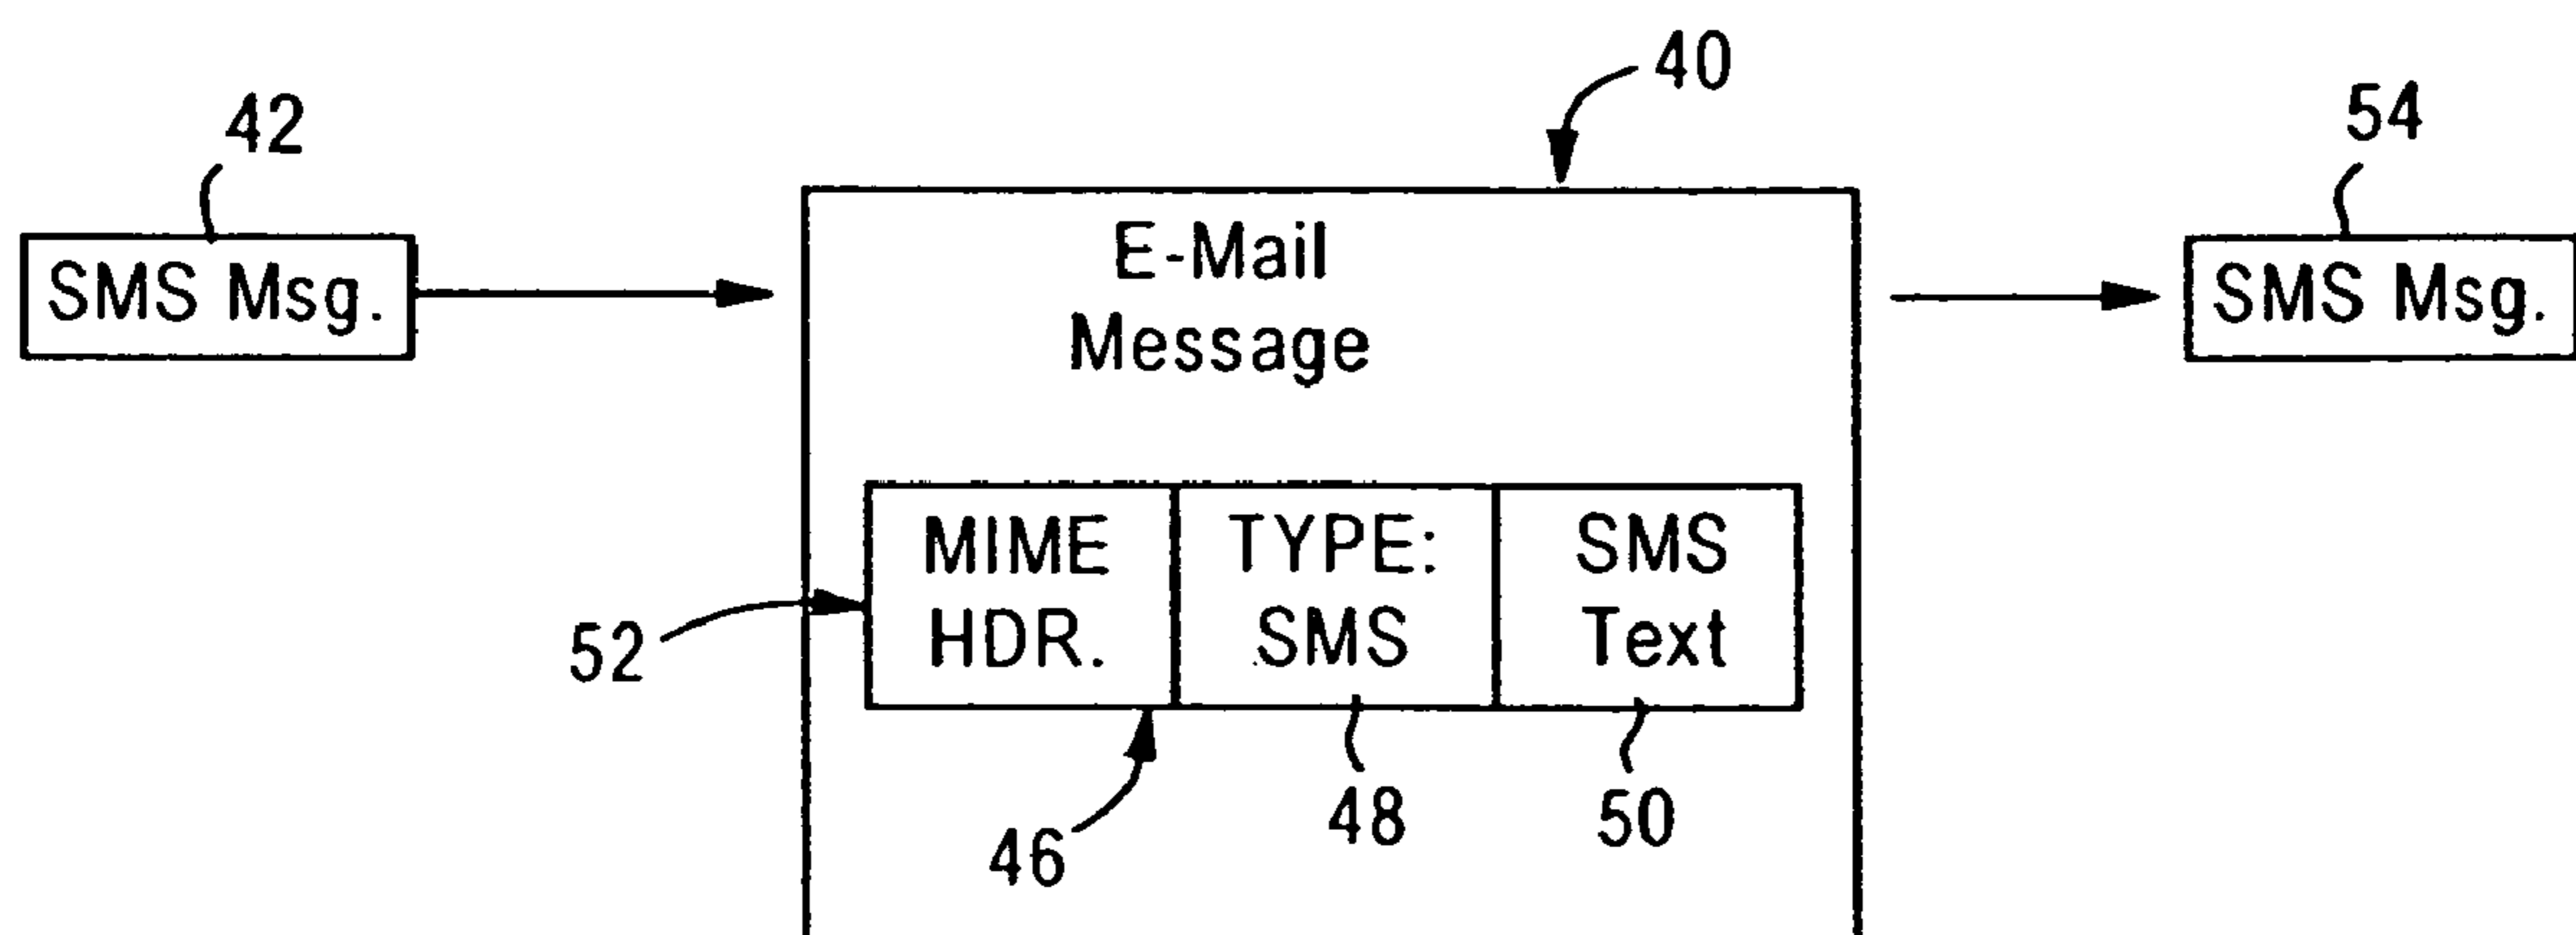 40
42
54
SMS Msg.
E-Mail
Message
SMS Msg.
MIME
HDR.
TYPE:
SMS
SMS
Text
52
46
48
50